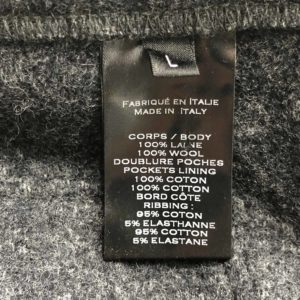 L
FABRIQUÉ EN ITALIE
MADE IN ITALY
CORPS / BODY
100% LAINE
100% WOOL
DOUBLURE POCHES
POCKETS LINING
100% COTON
100% COTTON
BORD CÔTE
RIBBING :
95% COTON
5% ELASTHANNE
95% COTTON
5% ELASTANE